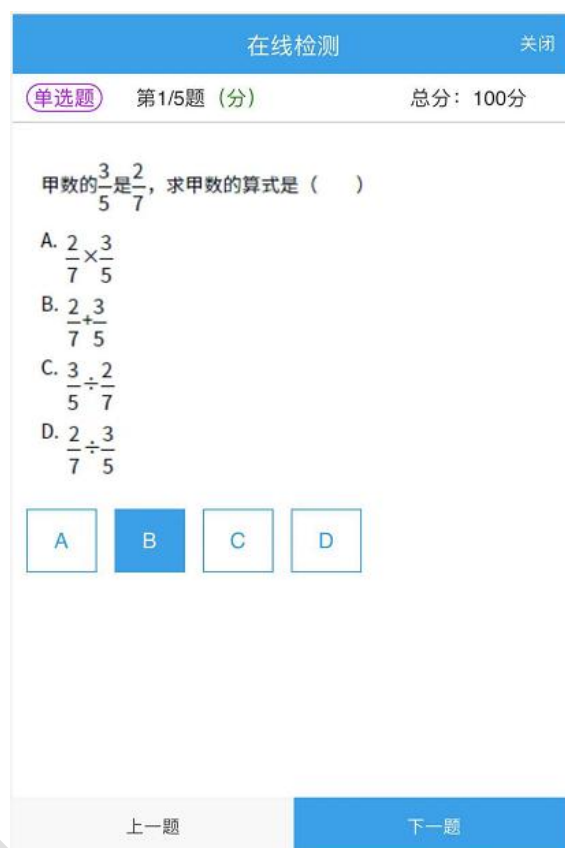 在线检测 关闭
单选题 第1/5题（分） 总分：100分
甲数的3/5是2/7，求甲数的算式是（　　）
A. 2/7×3/5
B. 2/7+3/5
C. 3/5÷2/7
D. 2/7÷3/5
A B C D
上一题 下一题